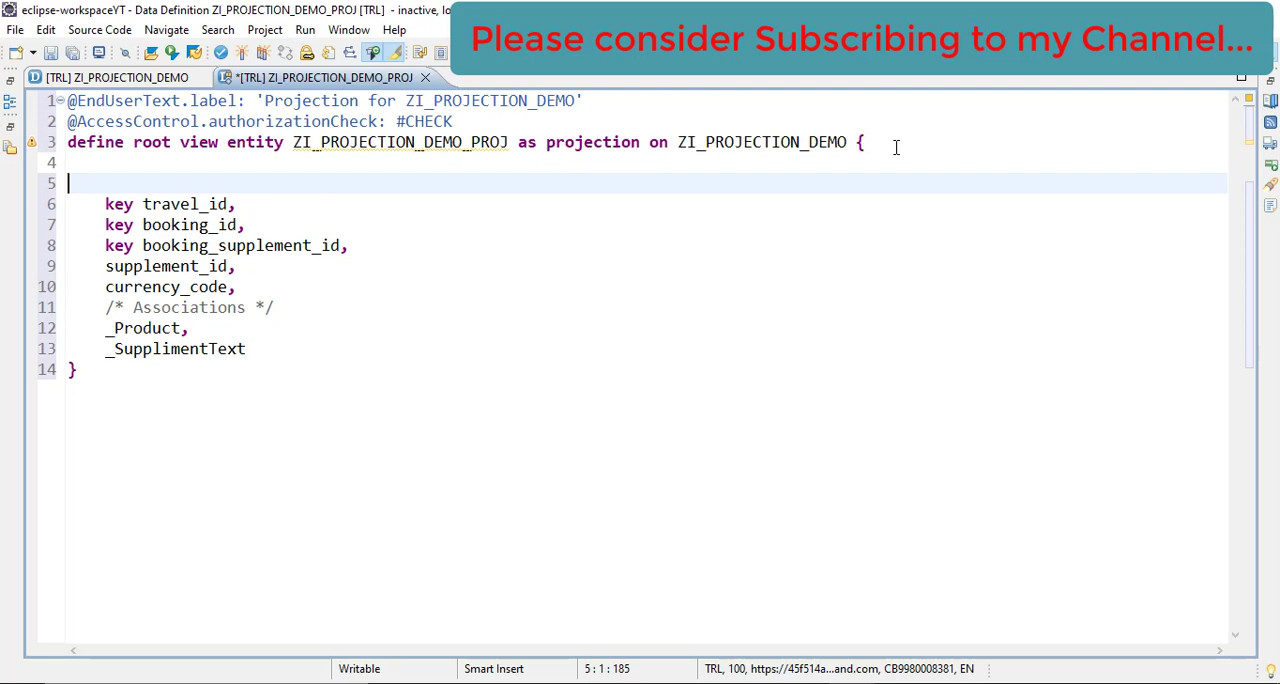 eclipse-workspaceYT - Data Definition ZI_PROJECTION_DEMO_PROJ [TRL] - inactive,
Please consider Subscribing to my Channel...
File Edit Source Code Navigate Search Project Run Window Help
[TRL] ZI_PROJECTION_DEMO *[TRL] ZI_PROJECTION_DEMO_PROJ
1 @EndUserText.label: 'Projection for ZI_PROJECTION_DEMO'
2 @AccessControl.authorizationCheck: #CHECK
3 define root view entity ZI_PROJECTION_DEMO_PROJ as projection on ZI_PROJECTION_DEMO {
4
5
6 key travel_id,
7 key booking_id,
8 key booking_supplement_id,
9 supplement_id,
10 currency_code,
11 /* Associations */
12 _Product,
13 _SupplimentText
14 }
Writable Smart Insert 5 : 1 : 185 TRL, 100, https://45f514a...and.com, CB9980008381, EN